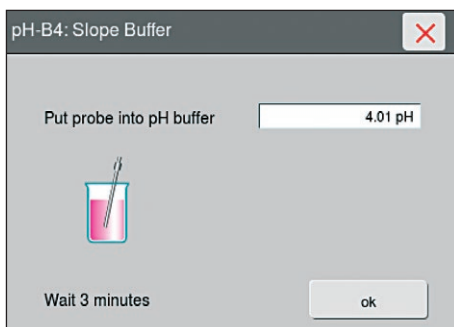 pH-B4: Slope Buffer
Put probe into pH buffer 4.01 pH
Wait 3 minutes ok